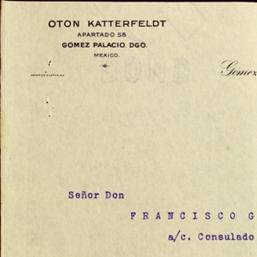 OTON KATTERFELDT
APARTADO 58
GOMEZ PALACIO. DGO.
MEXICO.
Gomez
Señor Don
FRANCISCO G
a/c. Consulado